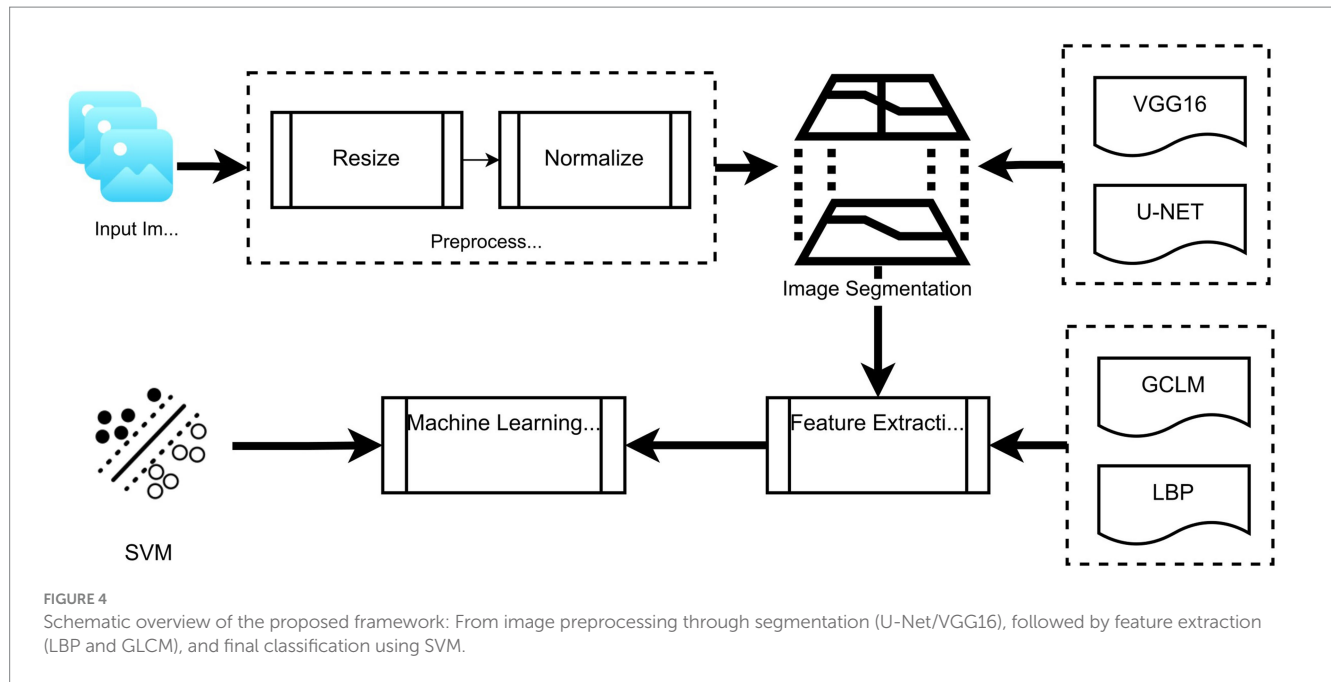 Input Im...
Resize
Normalize
Preprocess...
Image Segmentation
VGG16
U-NET
SVM
Machine Learning...
Feature Extracti...
GCLM
LBP
FIGURE 4
Schematic overview of the proposed framework: From image preprocessing through segmentation (U-Net/VGG16), followed by feature extraction
(LBP and GLCM), and final classification using SVM.